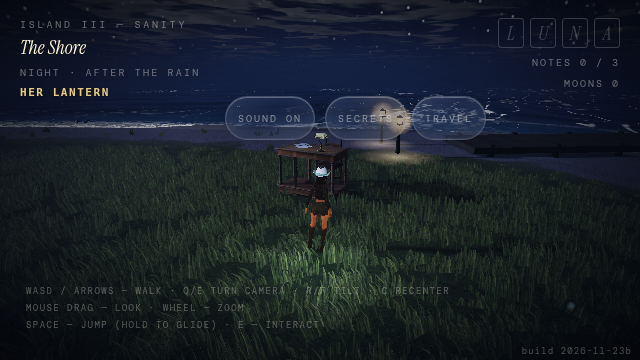 ISLAND III — SANITY
The Shore
NIGHT · AFTER THE RAIN
HER LANTERN
L U N A
NOTES 0 / 3
MOONS 0
SOUND ON
SECRETS
TRAVEL
WASD / ARROWS — WALK · Q/E TURN CAMERA · R/F TILT · C RECENTER
MOUSE DRAG — LOOK · WHEEL — ZOOM
SPACE — JUMP (HOLD TO GLIDE) · E — INTERACT
build 2026-11-23b